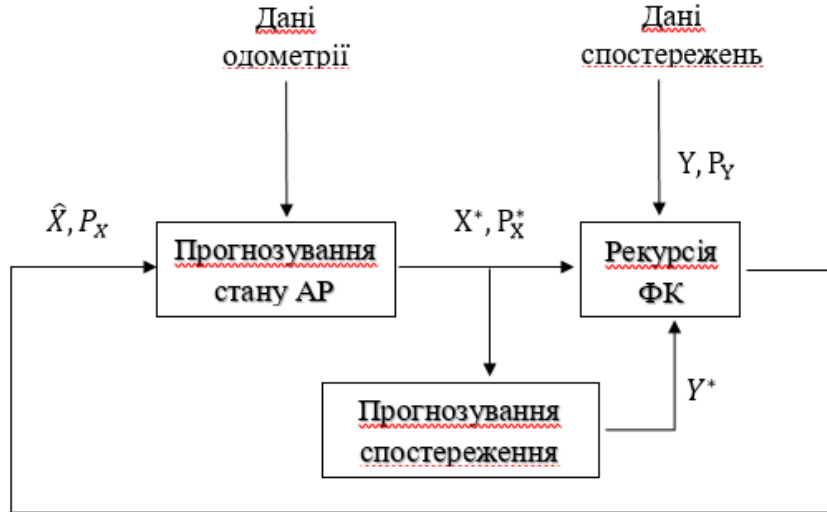 Дані
одометрії
Дані
спостережень
Y, P_Y
X̂, P_X
X*, P_X*
Прогнозування
стану АР
Рекурсія
ФК
Y*
Прогнозування
спостереження